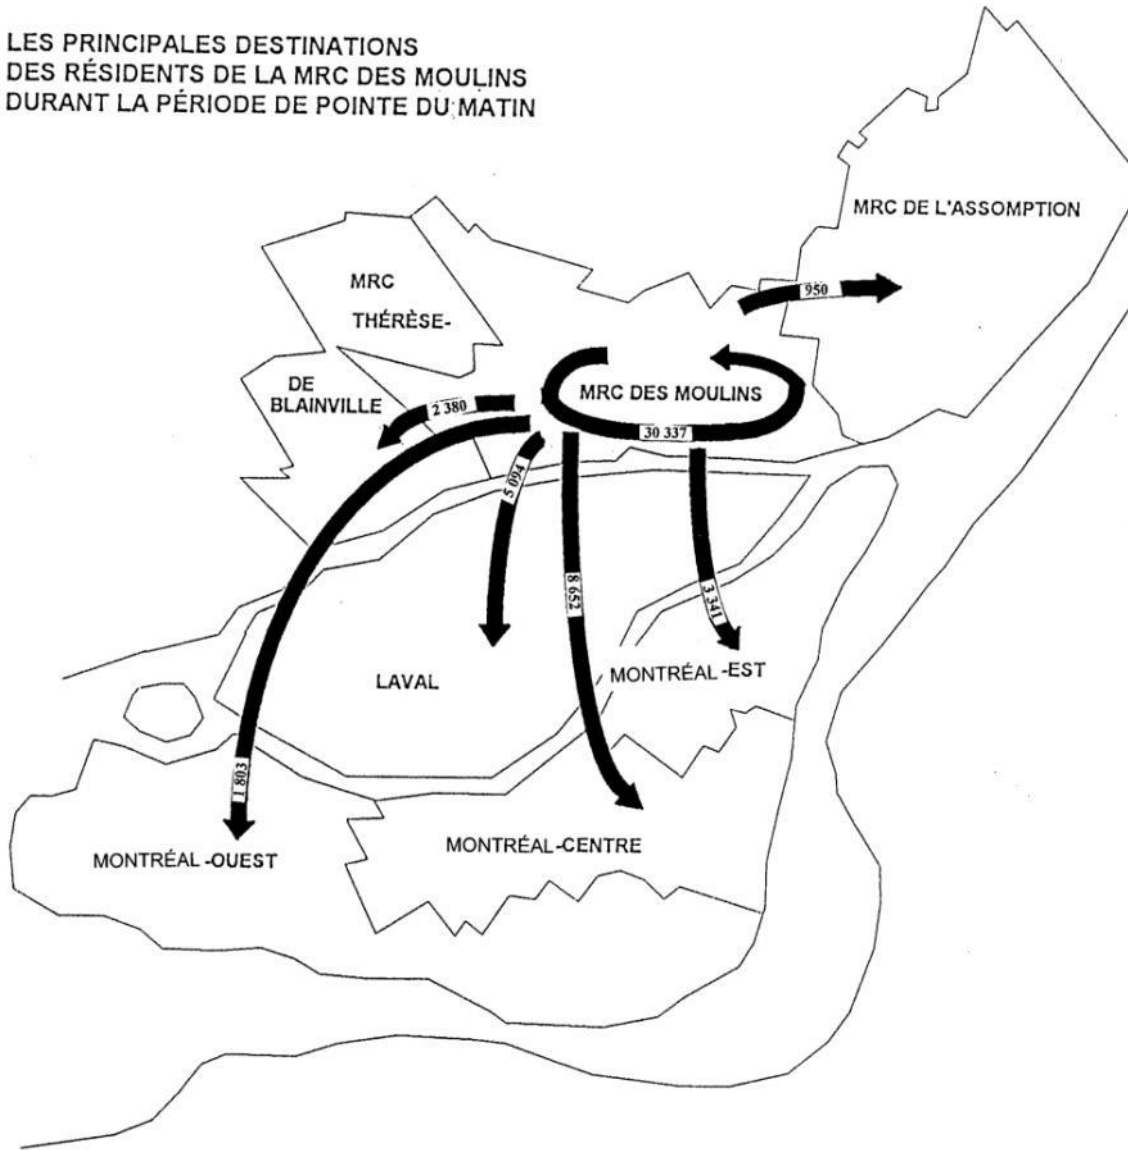 LES PRINCIPALES DESTINATIONS
DES RÉSIDENTS DE LA MRC DES MOULINS
DURANT LA PÉRIODE DE POINTE DU MATIN
MRC DE L'ASSOMPTION
MRC
THÉRÈSE-
DE
BLAINVILLE
950
MRC DES MOULINS
2 380
30 337
5 094
8 652
3 341
MONTRÉAL-EST
LAVAL
1 803
MONTRÉAL-CENTRE
MONTRÉAL-OUEST